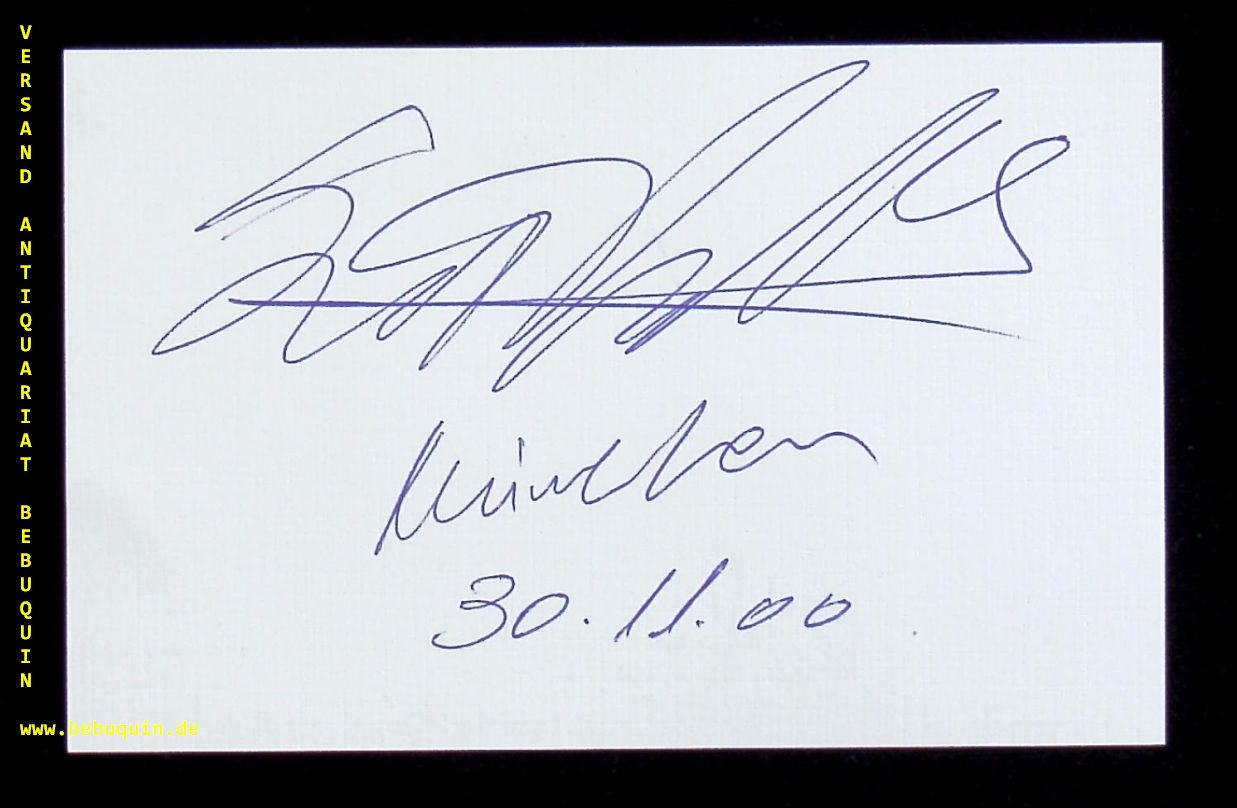 VERSAND ANTIQUARIAT BEBUQUIN
München
30.11.00
www.bebuquin.de